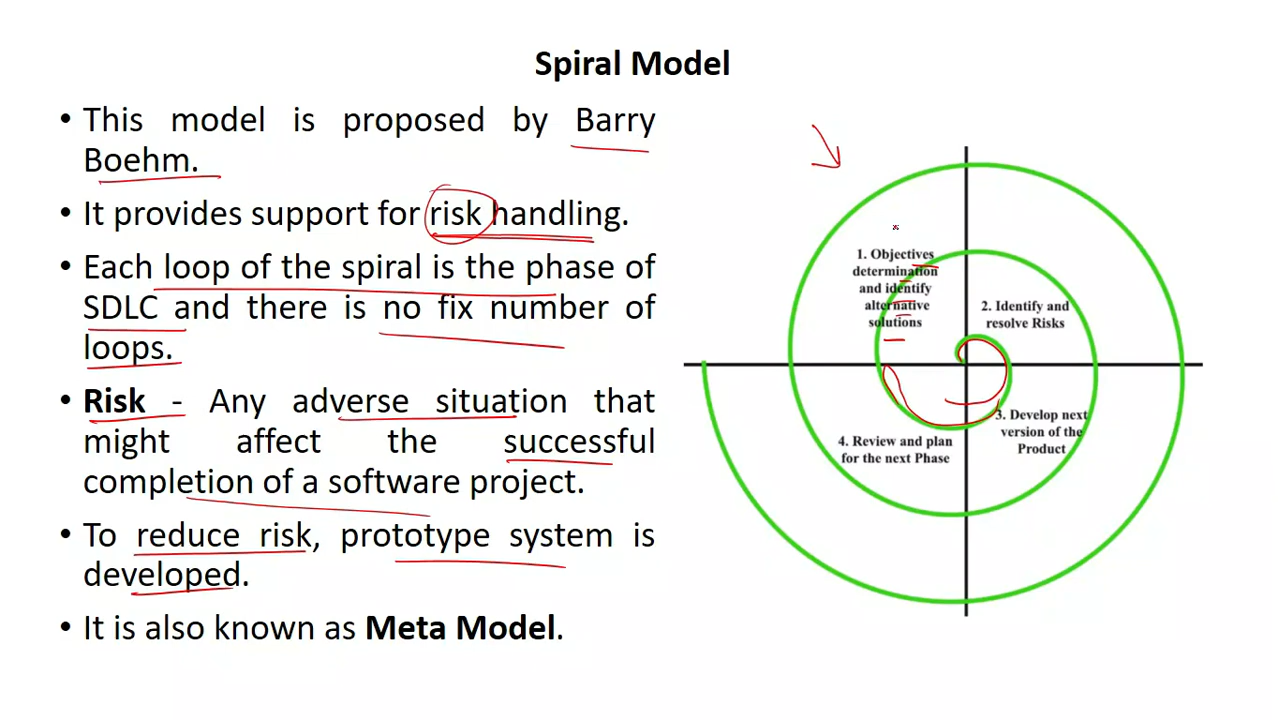 Spiral Model
• This model is proposed by Barry
Boehm.
• It provides support for risk handling.
• Each loop of the spiral is the phase of
SDLC and there is no fix number of
loops.
• Risk - Any adverse situation that
might affect the successful
completion of a software project.
• To reduce risk, prototype system is
developed.
• It is also known as Meta Model.
1. Objectives
determination
and identify
alternative
solutions
2. Identify and
resolve Risks
3. Develop next
version of the
Product
4. Review and plan
for the next Phase